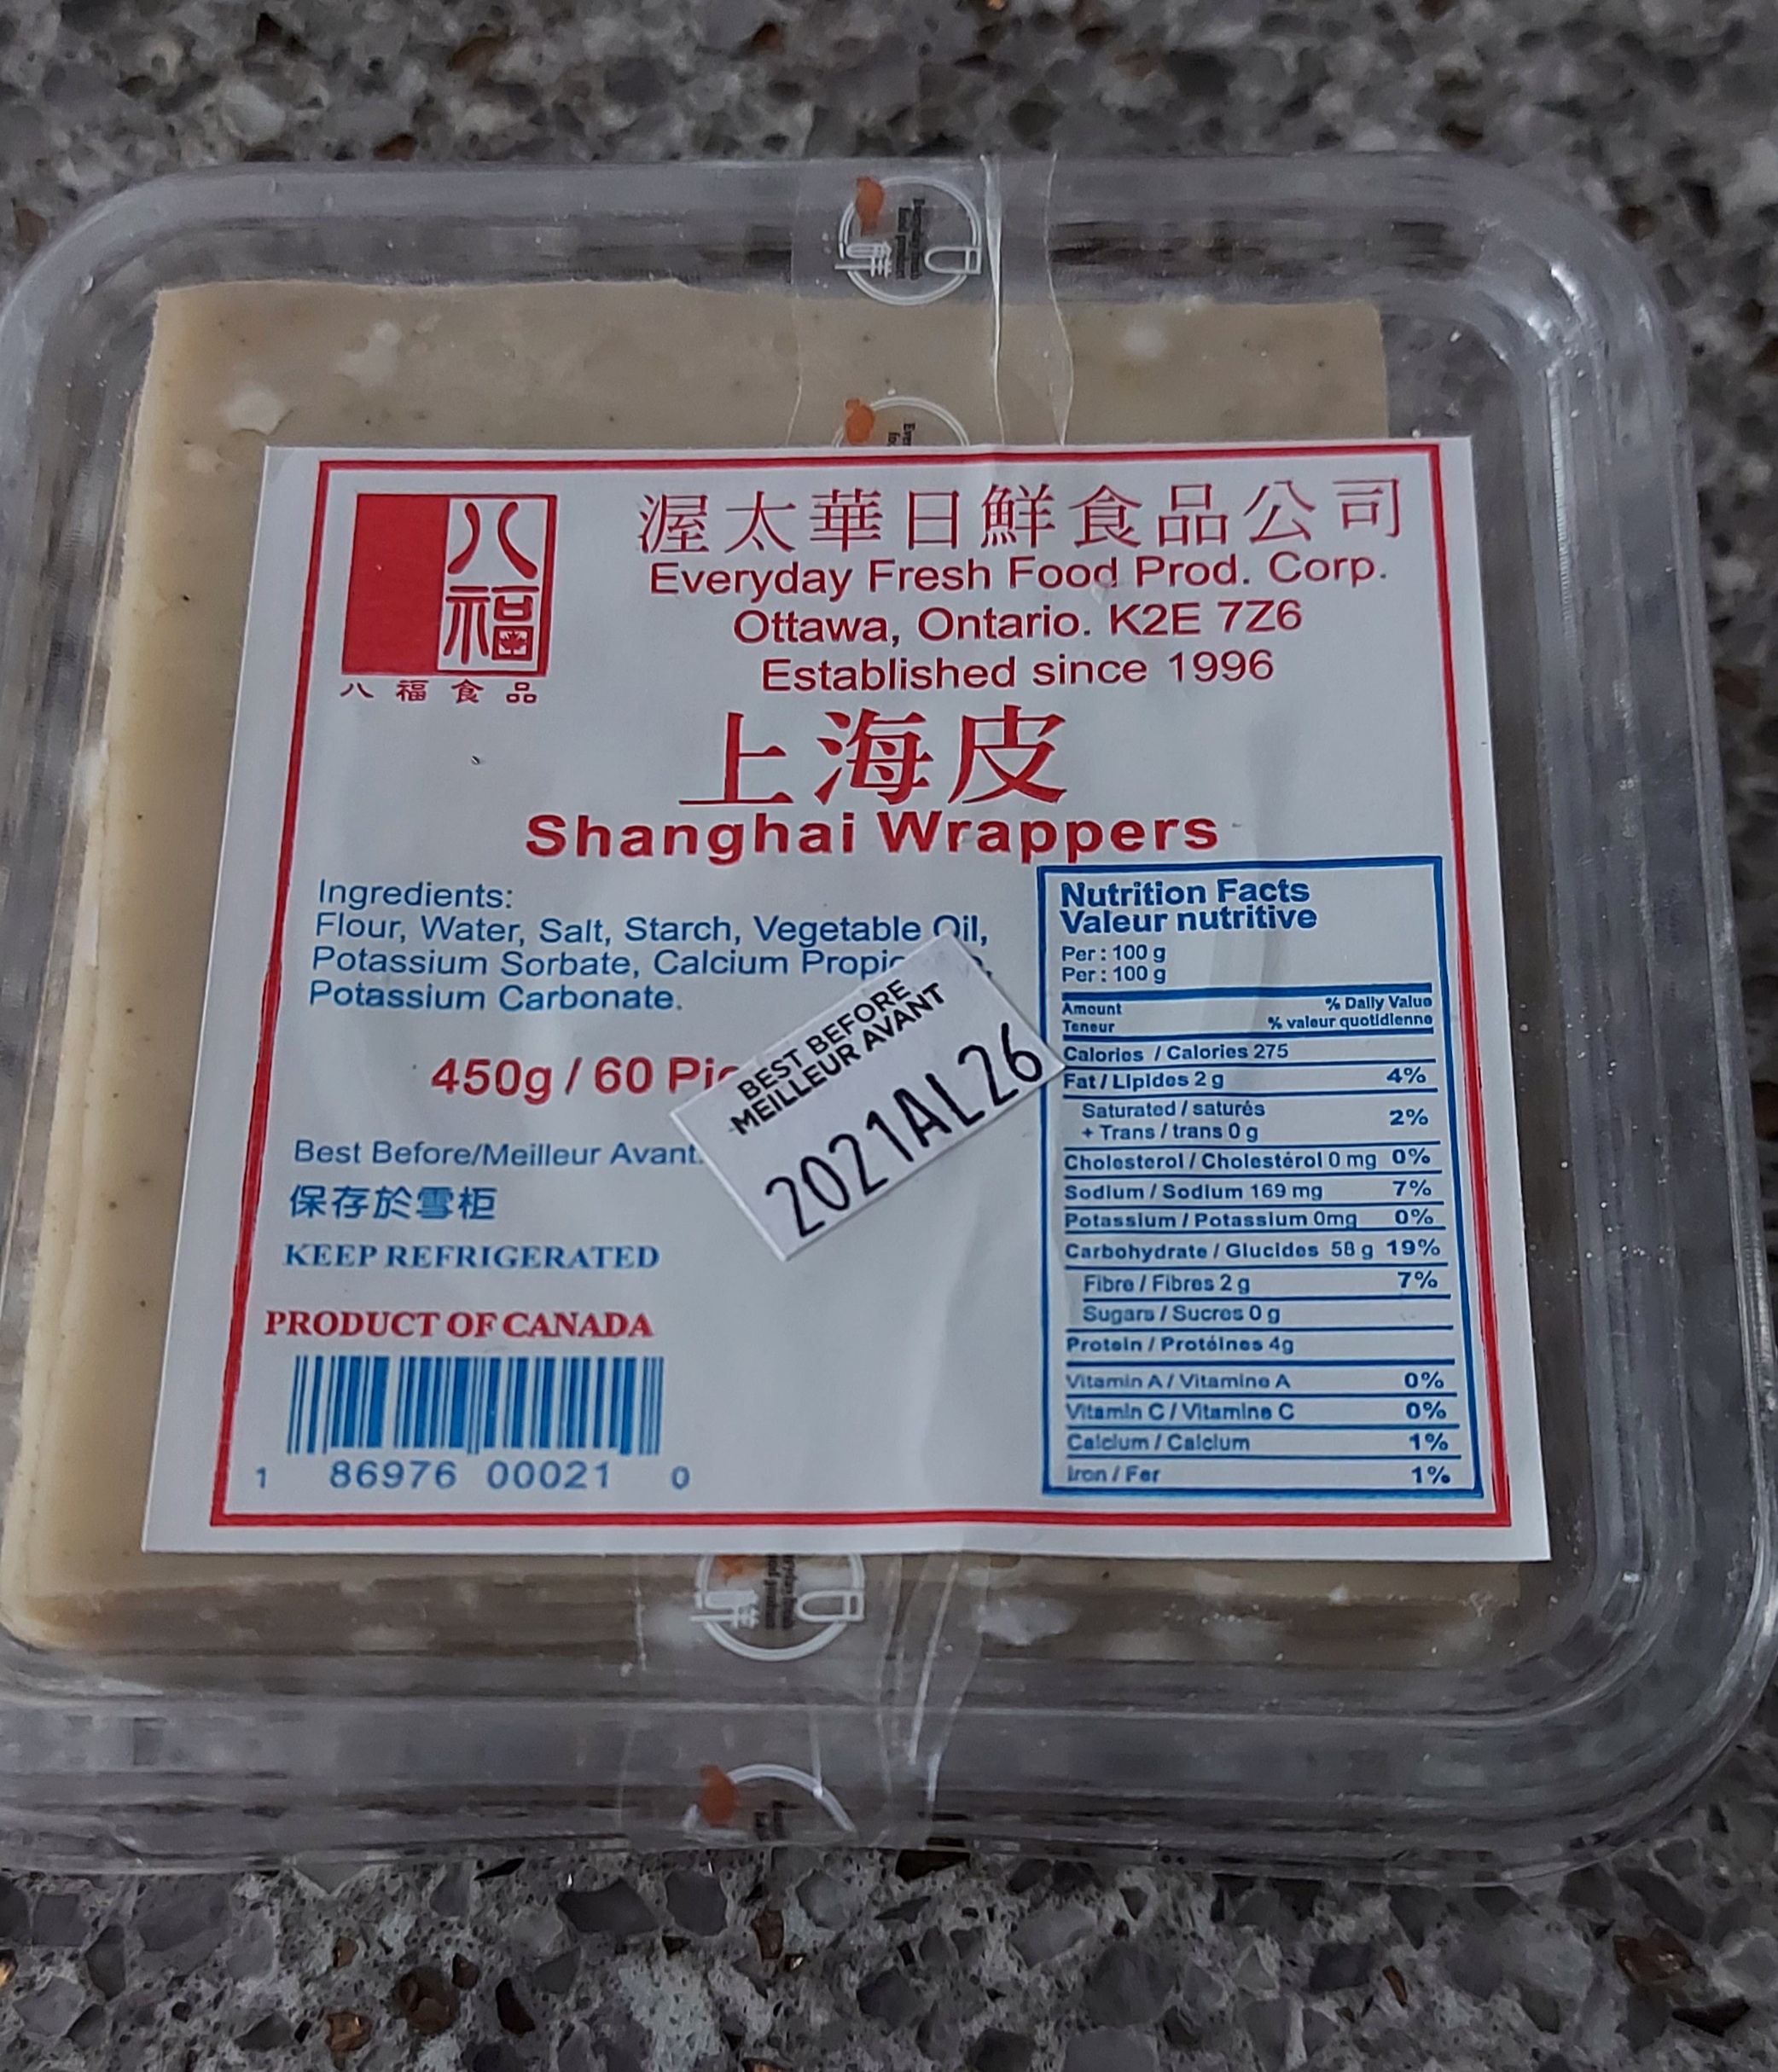 八福
八福食品
渥太華日鮮食品公司
Everyday Fresh Food Prod. Corp.
Ottawa, Ontario. K2E 7Z6
Established since 1996
上海皮
Shanghai Wrappers
Ingredients:
Flour, Water, Salt, Starch, Vegetable Oil,
Potassium Sorbate, Calcium
Potassium Carbonate.
450g / 60
BEST BEFORE
MEILLEUR AVANT
2021AL26
Best Before/Meilleur Avant:
保存於雪柜
KEEP REFRIGERATED
PRODUCT OF CANADA
1 86976 00021 0
Nutrition Facts
Valeur nutritive
Per : 100 g
Per : 100 g
Amount % Daily Value
Teneur % valeur quotidienne
Calories / Calories 275
Fat / Lipides 2 g 4%
Saturated / saturés 2%
+ Trans / trans 0 g
Cholesterol / Cholestérol 0 mg 0%
Sodium / Sodium 169 mg 7%
Potassium / Potassium 0mg 0%
Carbohydrate / Glucides 58 g 19%
Fibre / Fibres 2 g 7%
Sugars / Sucres 0 g
Protein / Protéines 4g
Vitamin A / Vitamine A 0%
Vitamin C / Vitamine C 0%
Calcium / Calcium 1%
Iron / Fer 1%